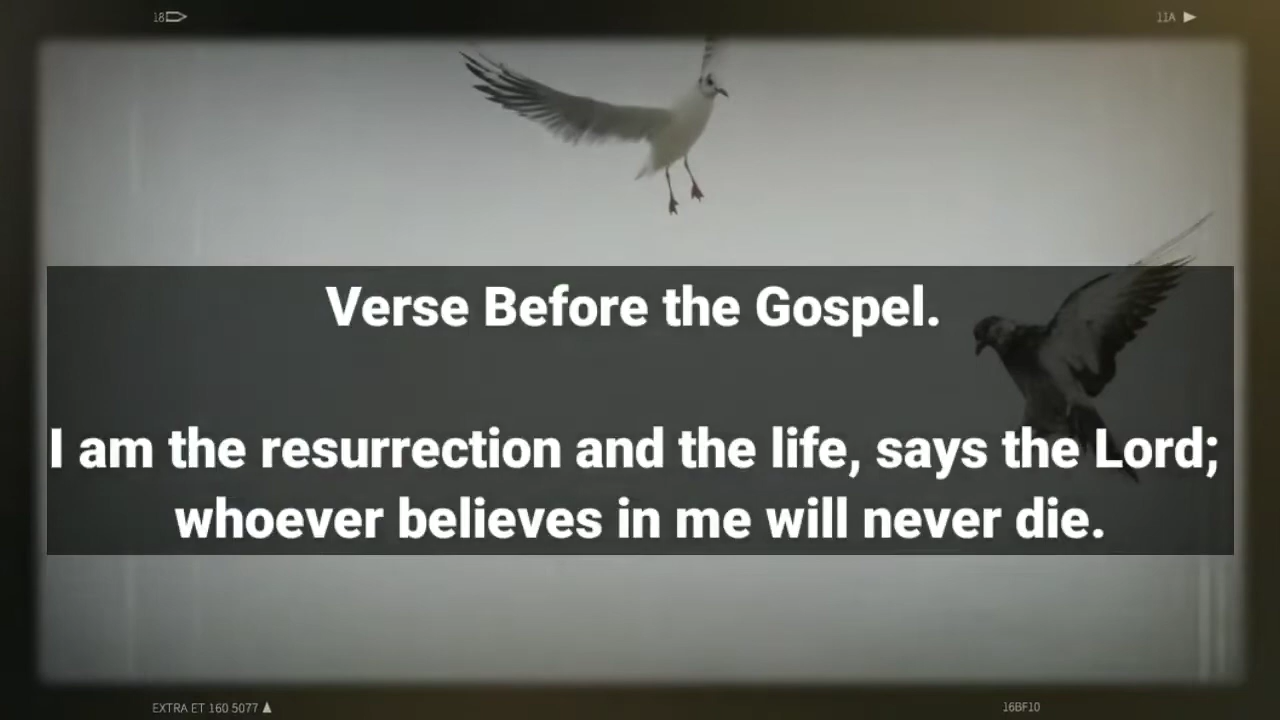 18
11A
Verse Before the Gospel.
I am the resurrection and the life, says the Lord;
whoever believes in me will never die.
EXTRA ET 160 5077
16BF10